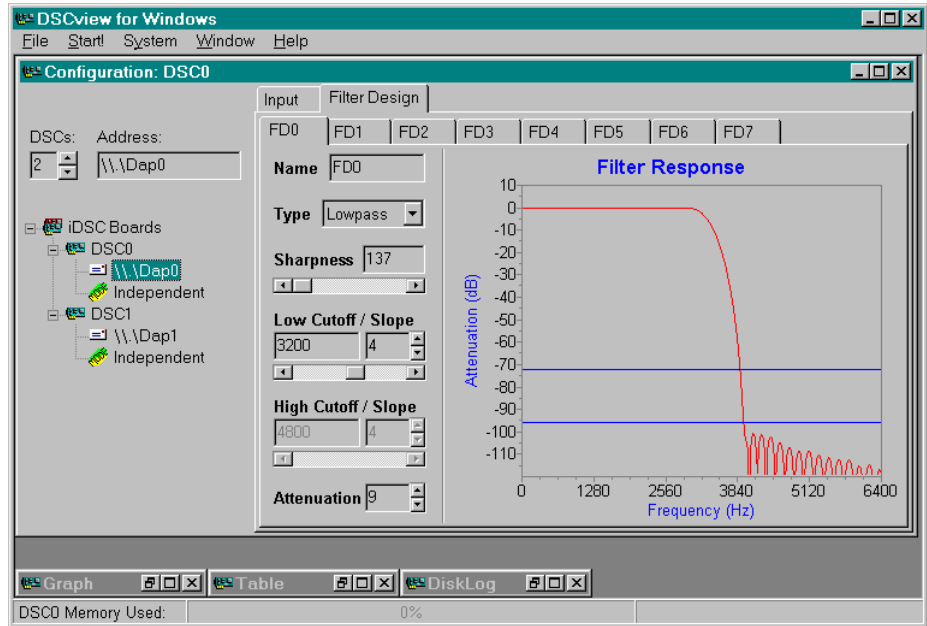 DSCview for Windows
File Start! System Window Help
Configuration: DSC0
Input Filter Design
FD0 FD1 FD2 FD3 FD4 FD5 FD6 FD7
DSCs: Address:
2 \\.\Dap0
iDSC Boards
DSC0
\\.\Dap0
Independent
DSC1
\\.\Dap1
Independent
Name FD0
Type Lowpass
Sharpness 137
Low Cutoff / Slope
3200 4
High Cutoff / Slope
4800 4
Attenuation 9
Filter Response
Attenuation (dB)
10
0
-10
-20
-30
-40
-50
-60
-70
-80
-90
-100
-110
0 1280 2560 3840 5120 6400
Frequency (Hz)
Graph Table DiskLog
DSC0 Memory Used: 0%